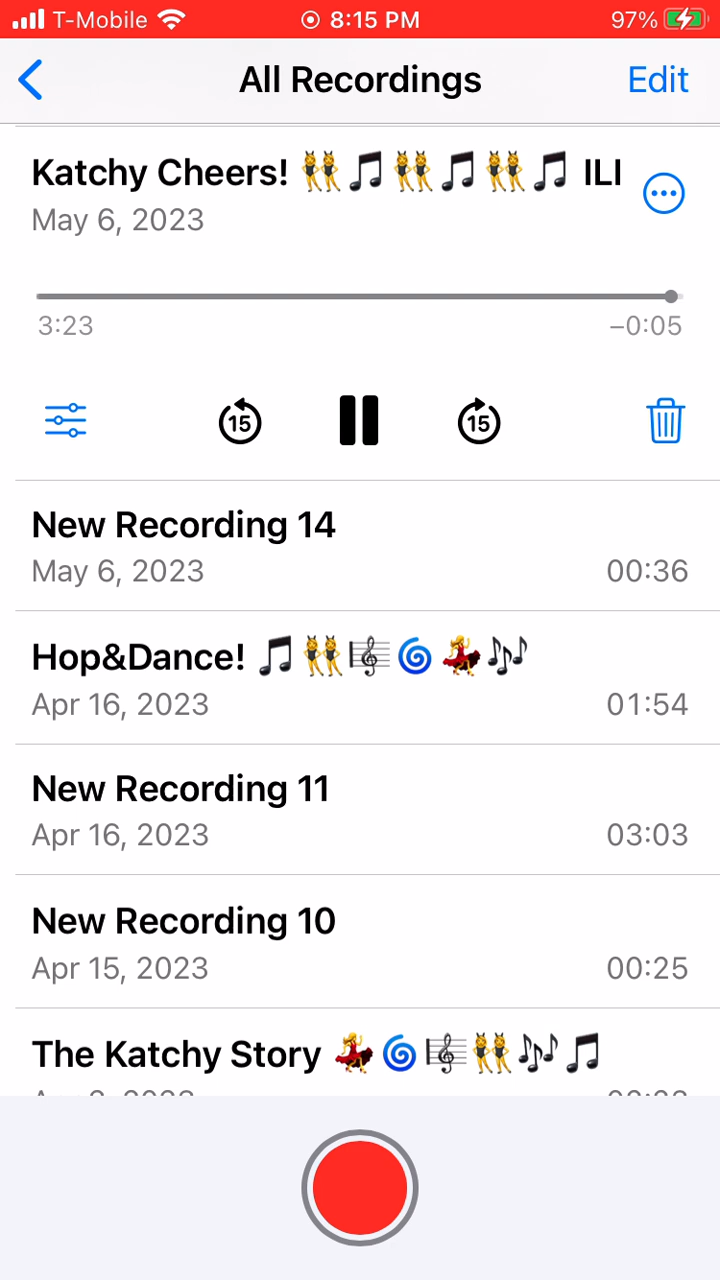 T-Mobile 8:15 PM 97%
All Recordings Edit
Katchy Cheers! 👯🎵👯🎵👯🎵 ILI
May 6, 2023
3:23 −0:05
15 15
New Recording 14
May 6, 2023 00:36
Hop&Dance! 🎵👯🎼🌀💃🎶
Apr 16, 2023 01:54
New Recording 11
Apr 16, 2023 03:03
New Recording 10
Apr 15, 2023 00:25
The Katchy Story 💃🌀🎼👯🎶🎵